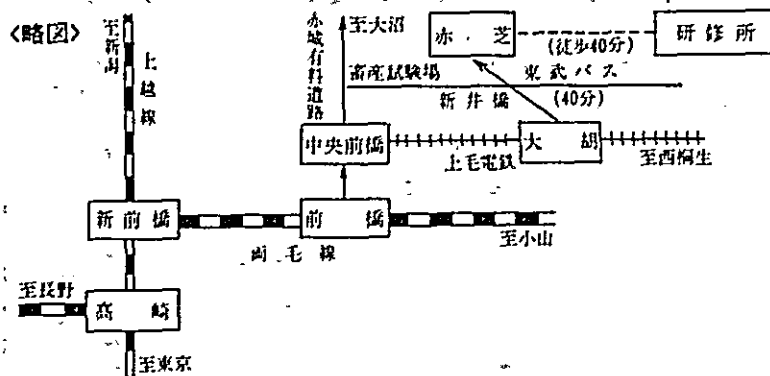 <略図>
至新潟
上越線
赤城有料道路
至大沼
赤芝
(徒歩40分)
研修所
畜産試験場
東武バス
新井橋
(40分)
中央前橋
上毛電鉄
大胡
至西桐生
新前橋
前橋
両毛線
至小山
至長野
高崎
至東京